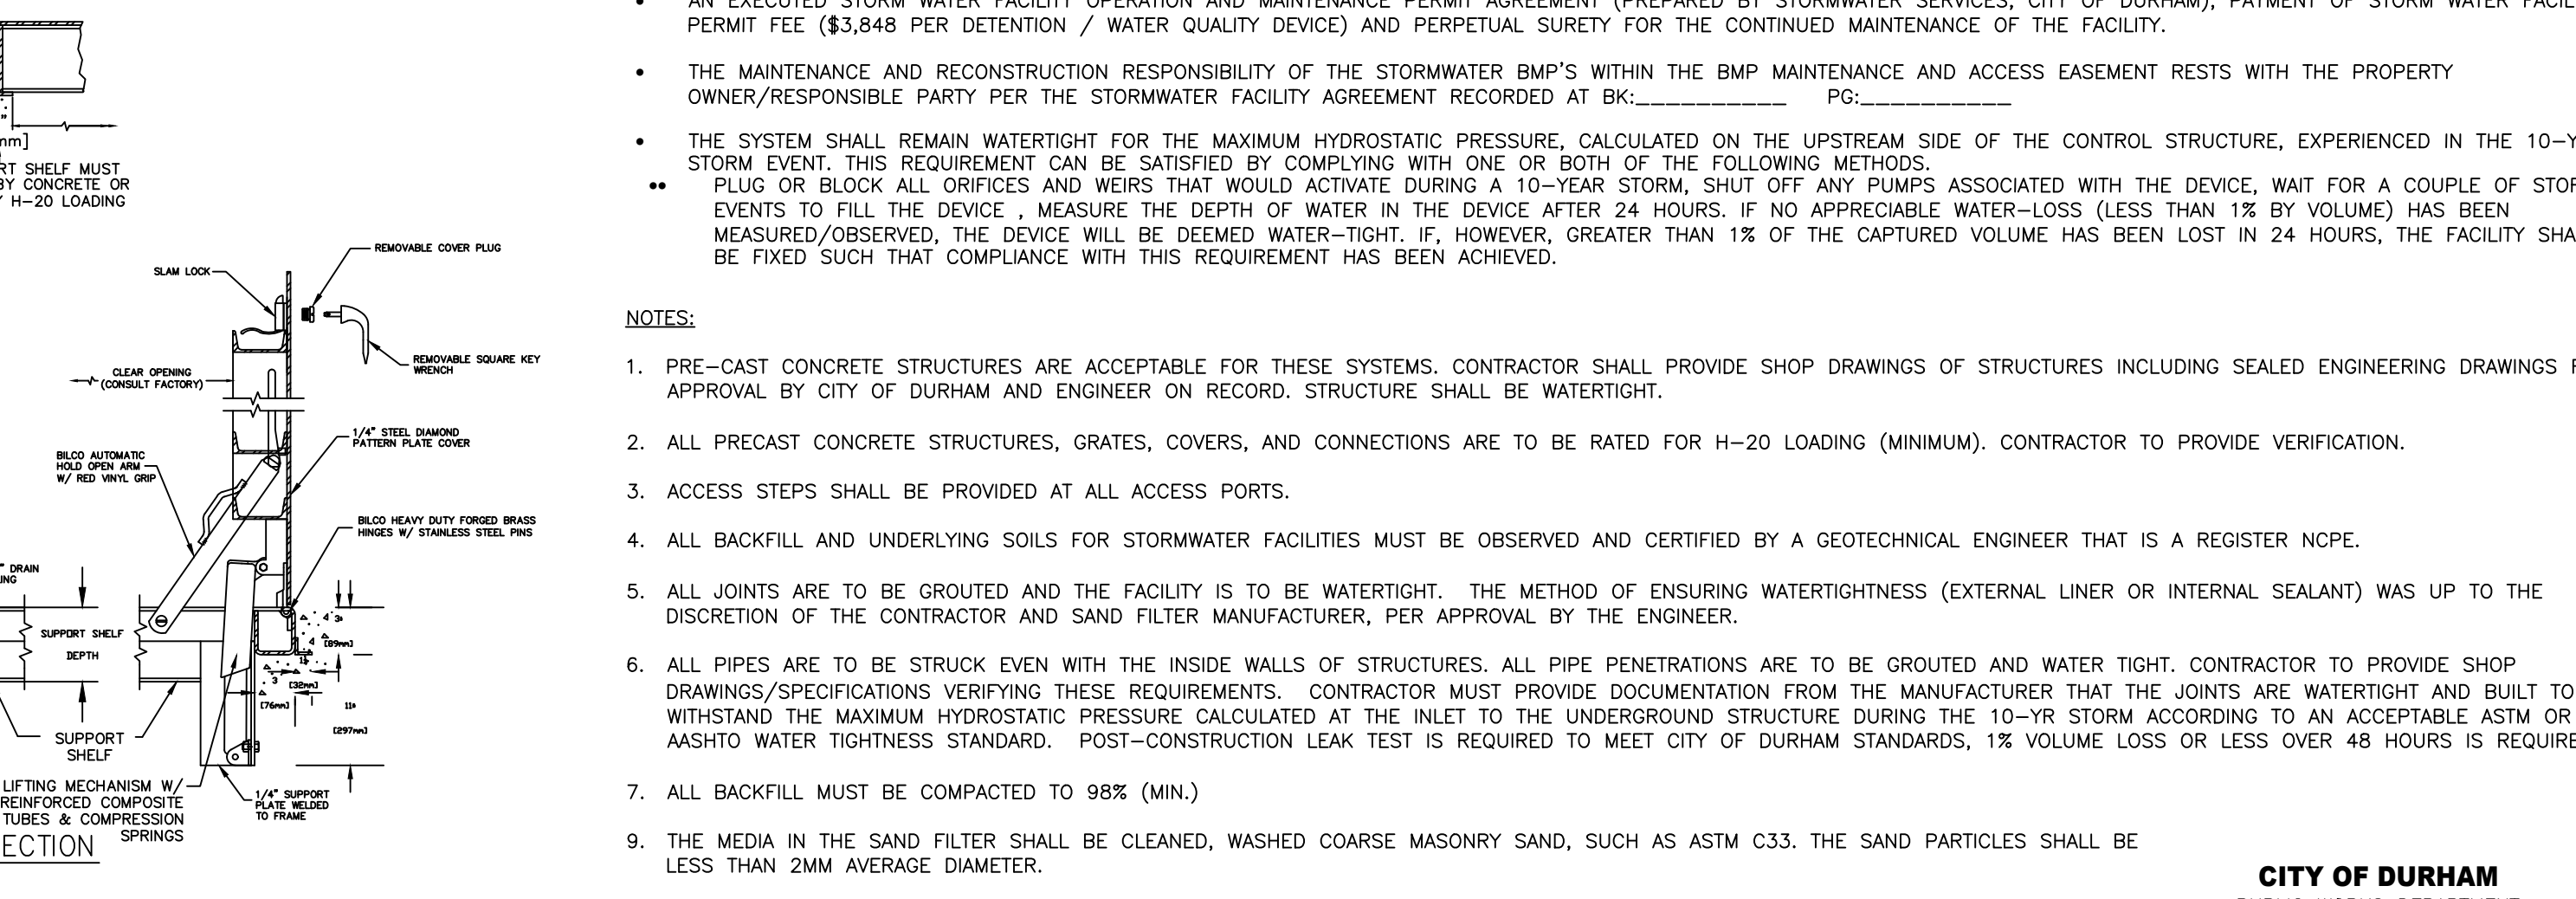 AN EXECUTED STORM WATER FACILITY OPERATION AND MAINTENANCE PERMIT AGREEMENT (PREPARED BY STORMWATER SERVICES, CITY OF DURHAM), PAYMENT OF STORM WATER
PERMIT FEE ($3,848 PER DETENTION / WATER QUALITY DEVICE) AND PERPETUAL SURETY FOR THE CONTINUED MAINTENANCE OF THE FACILITY.
• THE MAINTENANCE AND RECONSTRUCTION RESPONSIBILITY OF THE STORMWATER BMP'S WITHIN THE BMP MAINTENANCE AND ACCESS EASEMENT RESTS WITH THE PROPERTY
OWNER/RESPONSIBLE PARTY PER THE STORMWATER FACILITY AGREEMENT RECORDED AT BK:__________ PG:__________
• THE SYSTEM SHALL REMAIN WATERTIGHT FOR THE MAXIMUM HYDROSTATIC PRESSURE, CALCULATED ON THE UPSTREAM SIDE OF THE CONTROL STRUCTURE, EXPERIENCED IN THE 10-Y
STORM EVENT. THIS REQUIREMENT CAN BE SATISFIED BY COMPLYING WITH ONE OR BOTH OF THE FOLLOWING METHODS.
•• PLUG OR BLOCK ALL ORIFICES AND WEIRS THAT WOULD ACTIVATE DURING A 10-YEAR STORM, SHUT OFF ANY PUMPS ASSOCIATED WITH THE DEVICE, WAIT FOR A COUPLE OF STOR
EVENTS TO FILL THE DEVICE , MEASURE THE DEPTH OF WATER IN THE DEVICE AFTER 24 HOURS. IF NO APPRECIABLE WATER-LOSS (LESS THAN 1% BY VOLUME) HAS BEEN
MEASURED/OBSERVED, THE DEVICE WILL BE DEEMED WATER-TIGHT. IF, HOWEVER, GREATER THAN 1% OF THE CAPTURED VOLUME HAS BEEN LOST IN 24 HOURS, THE FACILITY SHA
BE FIXED SUCH THAT COMPLIANCE WITH THIS REQUIREMENT HAS BEEN ACHIEVED.
NOTES:
1. PRE-CAST CONCRETE STRUCTURES ARE ACCEPTABLE FOR THESE SYSTEMS. CONTRACTOR SHALL PROVIDE SHOP DRAWINGS OF STRUCTURES INCLUDING SEALED ENGINEERING DRAWINGS
APPROVAL BY CITY OF DURHAM AND ENGINEER ON RECORD. STRUCTURE SHALL BE WATERTIGHT.
2. ALL PRECAST CONCRETE STRUCTURES, GRATES, COVERS, AND CONNECTIONS ARE TO BE RATED FOR H-20 LOADING (MINIMUM). CONTRACTOR TO PROVIDE VERIFICATION.
3. ACCESS STEPS SHALL BE PROVIDED AT ALL ACCESS PORTS.
4. ALL BACKFILL AND UNDERLYING SOILS FOR STORMWATER FACILITIES MUST BE OBSERVED AND CERTIFIED BY A GEOTECHNICAL ENGINEER THAT IS A REGISTER NCPE.
5. ALL JOINTS ARE TO BE GROUTED AND THE FACILITY IS TO BE WATERTIGHT. THE METHOD OF ENSURING WATERTIGHTNESS (EXTERNAL LINER OR INTERNAL SEALANT) WAS UP TO THE
DISCRETION OF THE CONTRACTOR AND SAND FILTER MANUFACTURER, PER APPROVAL BY THE ENGINEER.
6. ALL PIPES ARE TO BE STRUCK EVEN WITH THE INSIDE WALLS OF STRUCTURES. ALL PIPE PENETRATIONS ARE TO BE GROUTED AND WATER TIGHT. CONTRACTOR TO PROVIDE SHOP
DRAWINGS/SPECIFICATIONS VERIFYING THESE REQUIREMENTS. CONTRACTOR MUST PROVIDE DOCUMENTATION FROM THE MANUFACTURER THAT THE JOINTS ARE WATERTIGHT AND BUILT TO
WITHSTAND THE MAXIMUM HYDROSTATIC PRESSURE CALCULATED AT THE INLET TO THE UNDERGROUND STRUCTURE DURING THE 10-YR STORM ACCORDING TO AN ACCEPTABLE ASTM OR
AASHTO WATER TIGHTNESS STANDARD. POST-CONSTRUCTION LEAK TEST IS REQUIRED TO MEET CITY OF DURHAM STANDARDS, 1% VOLUME LOSS OR LESS OVER 48 HOURS IS REQUIRE
7. ALL BACKFILL MUST BE COMPACTED TO 98% (MIN.)
9. THE MEDIA IN THE SAND FILTER SHALL BE CLEANED, WASHED COARSE MASONRY SAND, SUCH AS ASTM C33. THE SAND PARTICLES SHALL BE
LESS THAN 2MM AVERAGE DIAMETER.
CITY OF DURHAM
mm]
RT SHELF MUST
BY CONCRETE OR
H-20 LOADING
REMOVABLE COVER PLUG
SLAM LOCK
REMOVABLE SQUARE KEY
WRENCH
CLEAR OPENING
(CONSULT FACTORY)
1/4" STEEL DIAMOND
PATTERN PLATE COVER
BILCO AUTOMATIC
HOLD OPEN ARM
W/ RED VINYL GRIP
BILCO HEAVY DUTY FORGED BRASS
HINGES W/ STAINLESS STEEL PINS
" DRAIN
ING
SUPPORT SHELF
DEPTH
[89mm]
[32mm]
3
[76mm]
[297mm]
SUPPORT
SHELF
LIFTING MECHANISM W/
REINFORCED COMPOSITE
TUBES & COMPRESSION
SPRINGS
1/4" SUPPORT
PLATE WELDED
TO FRAME
ECTION